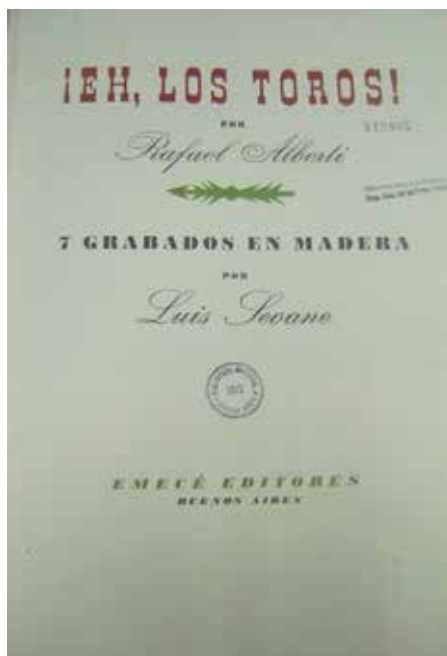 ¡EH, LOS TOROS!
POR
Rafael Alberti
7 GRABADOS EN MADERA
POR
Luis Seoane
EMECÉ EDITORES
BUENOS AIRES